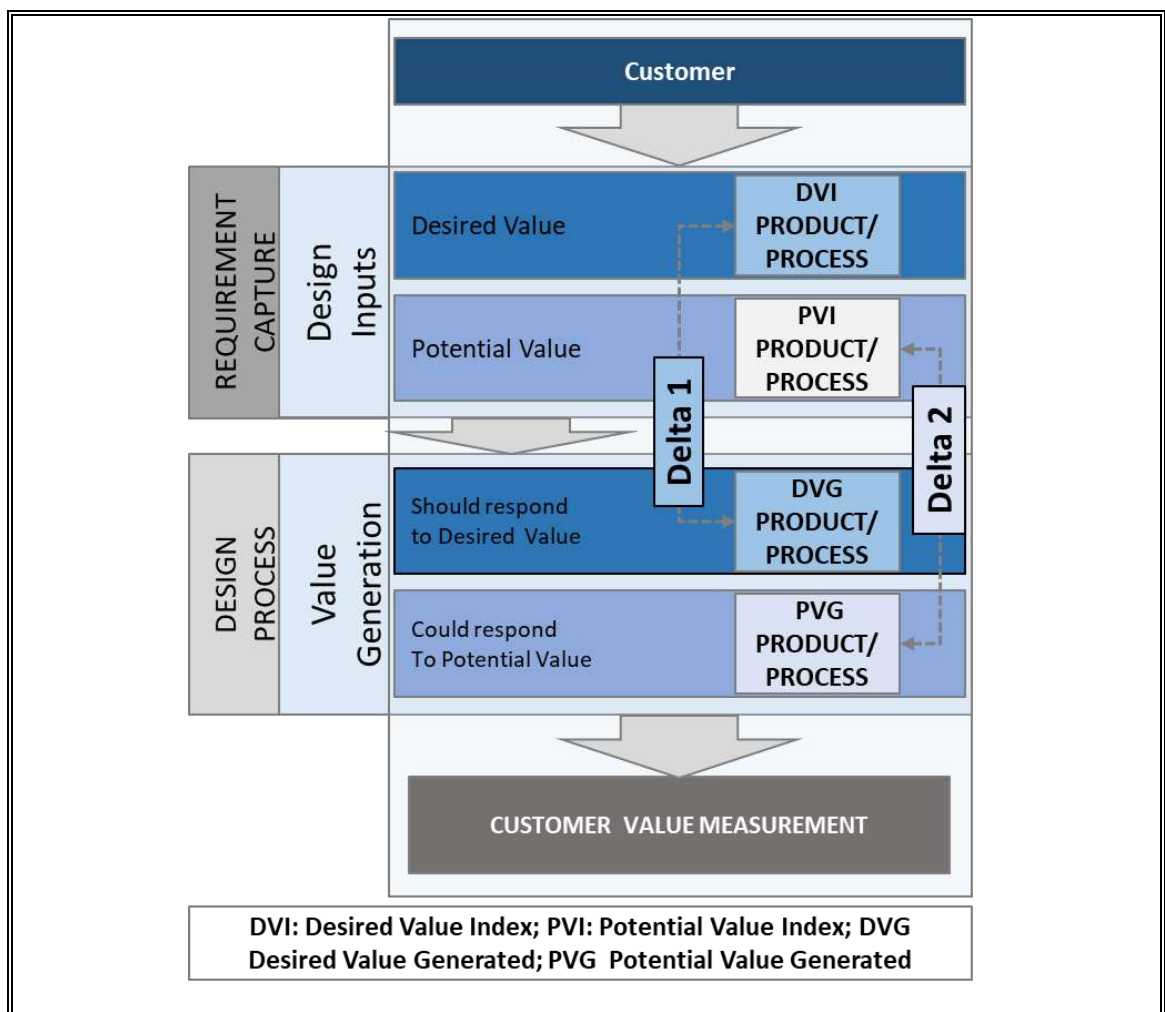 Customer
REQUIREMENT
CAPTURE
Design
Inputs
Desired Value
DVI
PRODUCT/
PROCESS
Potential Value
PVI
PRODUCT/
PROCESS
Delta 1
Delta 2
DESIGN
PROCESS
Value
Generation
Should respond
to Desired Value
DVG
PRODUCT/
PROCESS
Could respond
To Potential Value
PVG
PRODUCT/
PROCESS
CUSTOMER VALUE MEASUREMENT
DVI: Desired Value Index; PVI: Potential Value Index; DVG
Desired Value Generated; PVG Potential Value Generated